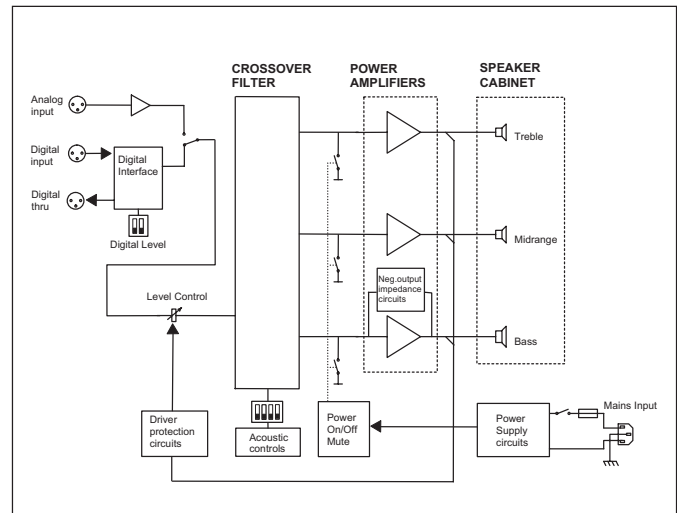 CROSSOVER
FILTER
POWER
AMPLIFIERS
SPEAKER
CABINET
Analog
input
Digital
input
Digital
thru
Digital
Interface
Digital Level
Level Control
Treble
Midrange
Neg.output
impedance
circuits
Bass
Driver
protection
circuits
Acoustic
controls
Power
On/Off
Mute
Power
Supply
circuits
Mains Input